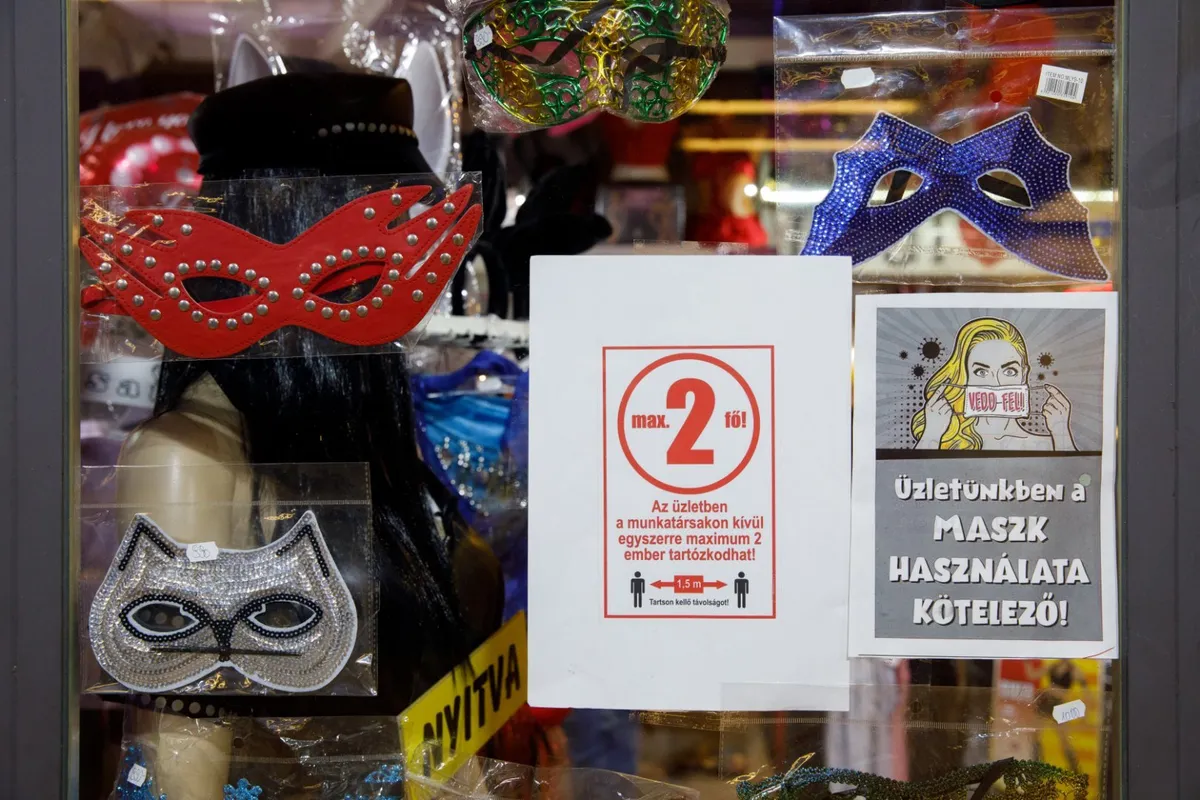 max. 2 fő!
Az üzletben
a munkatársakon kívül
egyszerre maximum 2
ember tartózkodhat!
1,5 m
Tartson kellő távolságot!
VEDD FEL!
Üzletünkben a
MASZK
HASZNÁLATA
KÖTELEZŐ!
NYITVA